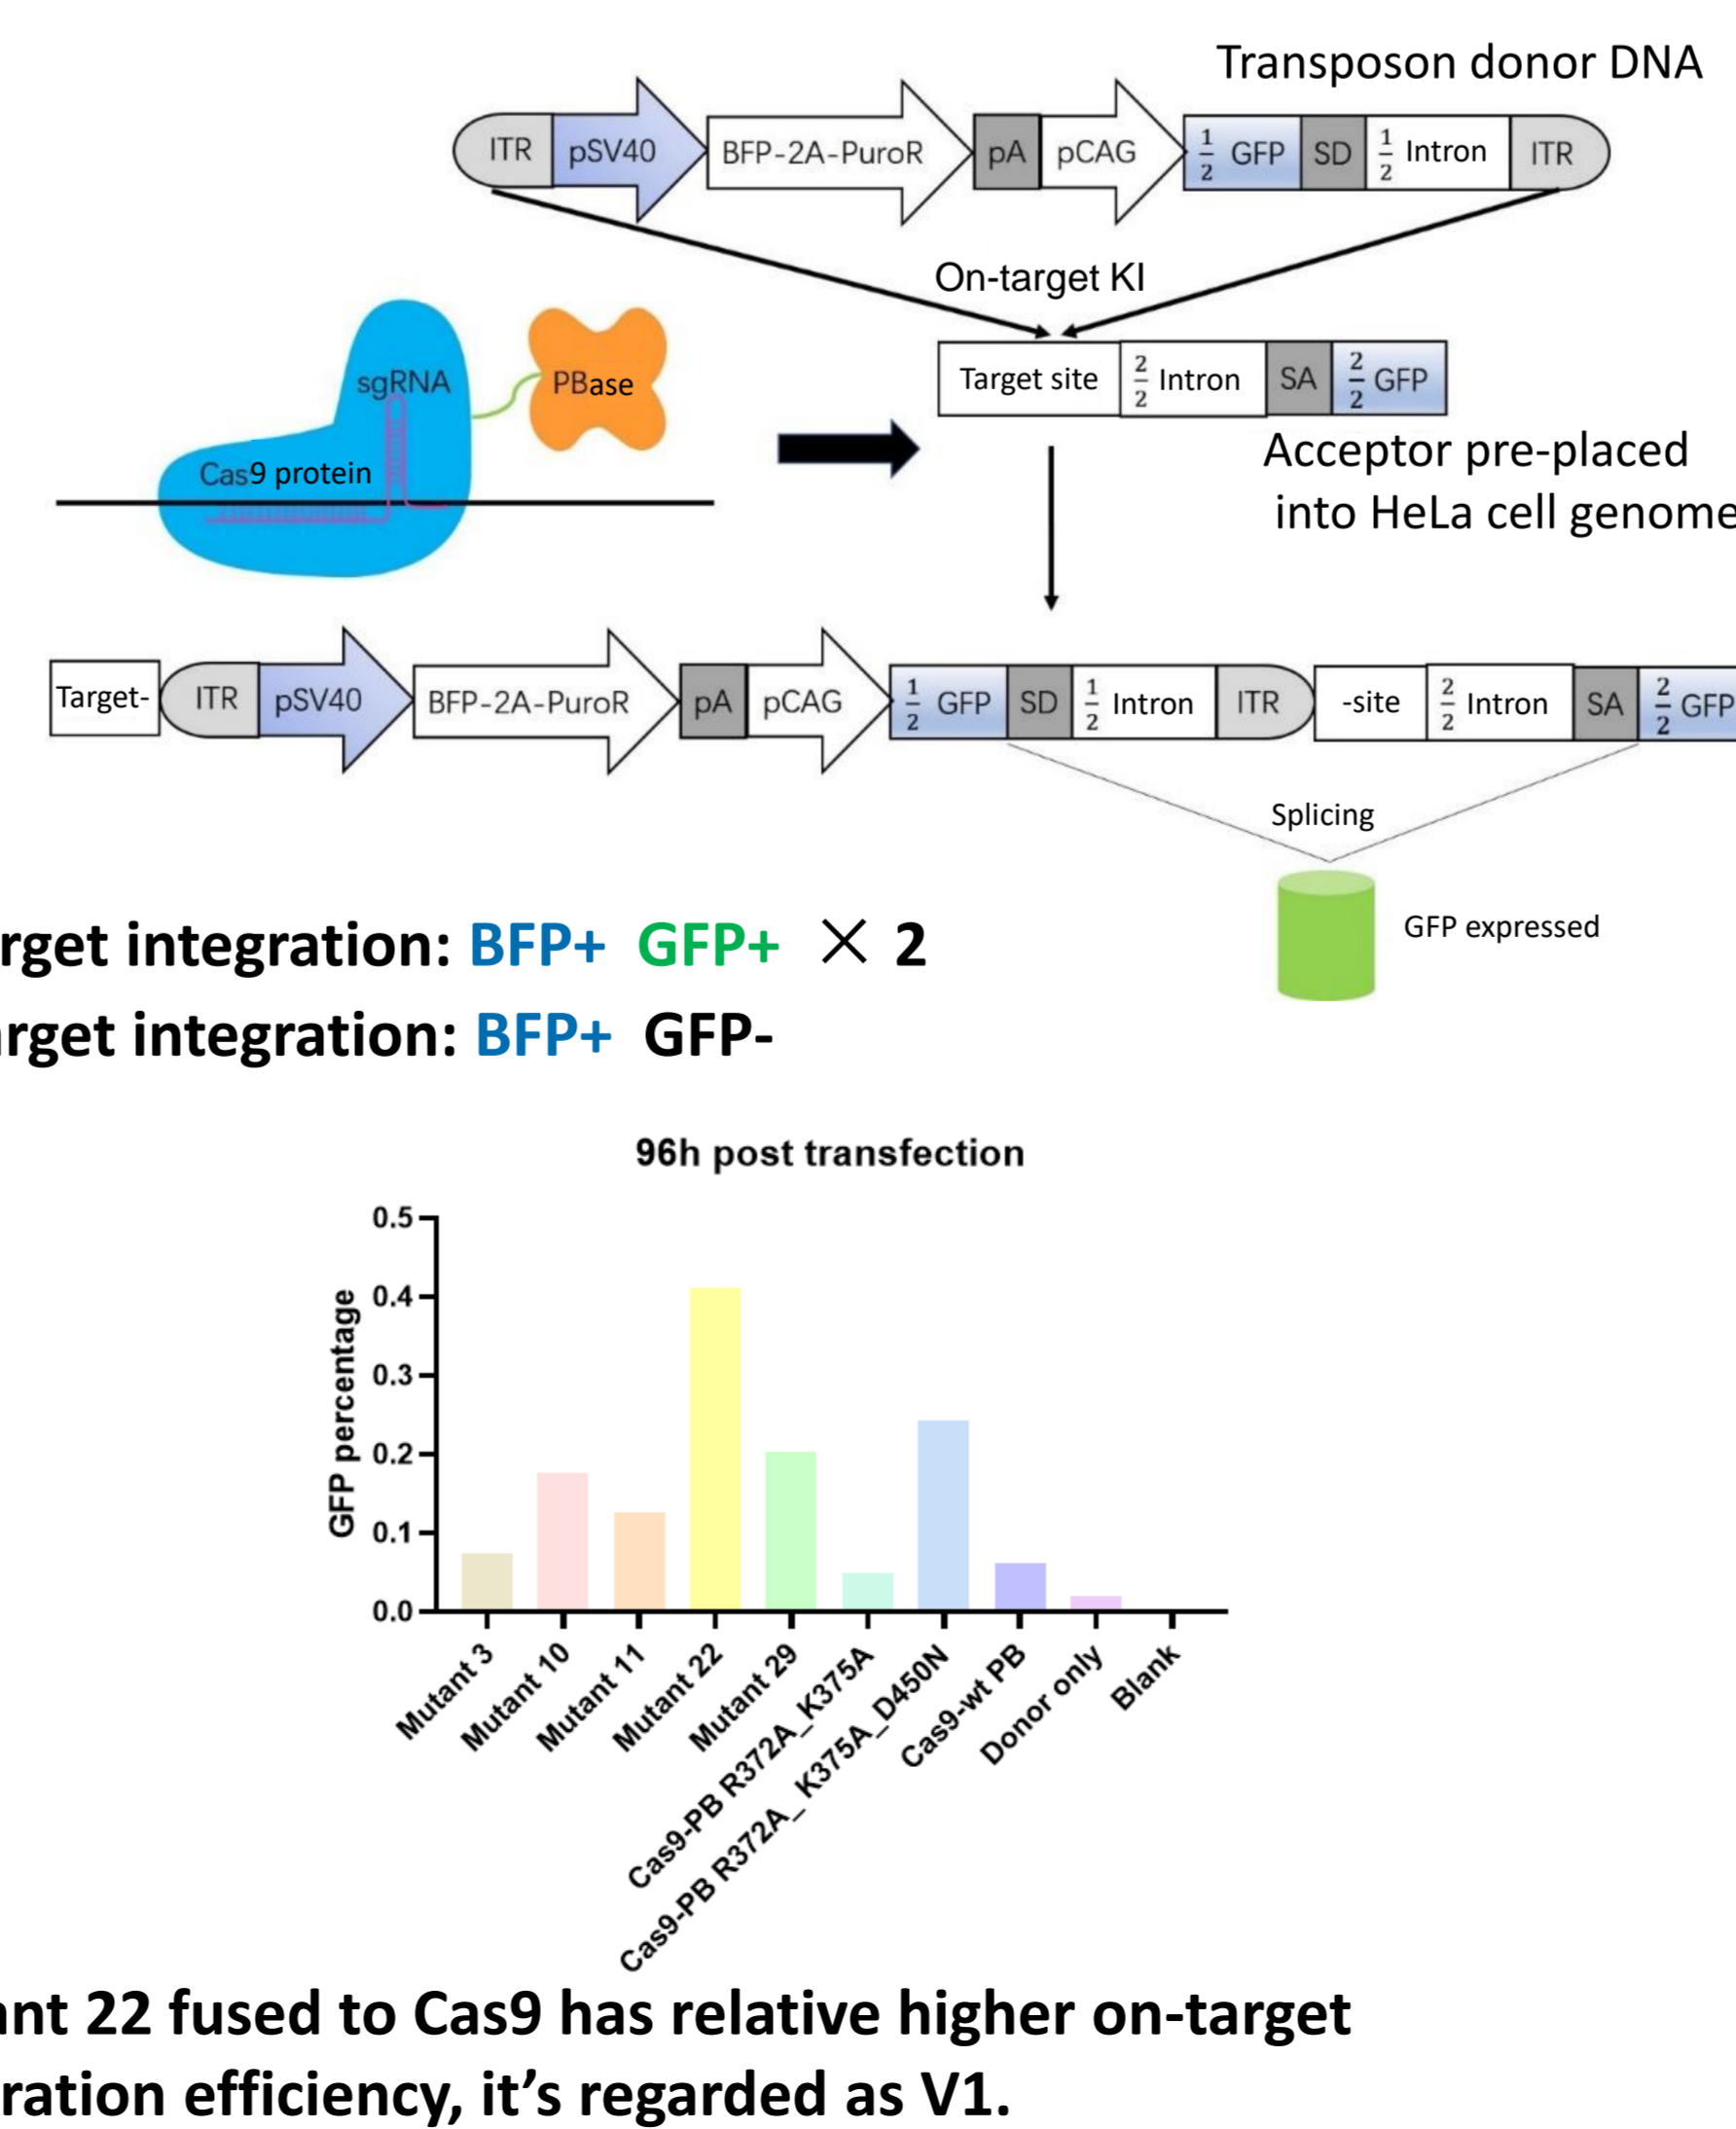 Transposon donor DNA
ITR pSV40 BFP-2A-PuroR pA pCAG 1/2 GFP SD 1/2 Intron ITR
On-target KI
sgRNA PBase
Cas9 protein
Target site 2/2 Intron SA 2/2 GFP
Acceptor pre-placed
into HeLa cell genome
Target- ITR pSV40 BFP-2A-PuroR pA pCAG 1/2 GFP SD 1/2 Intron ITR -site 2/2 Intron SA 2/2 GFP
Splicing
GFP expressed
rget integration: BFP+ GFP+ × 2
arget integration: BFP+ GFP-
96h post transfection
GFP percentage
0.5
0.4
0.3
0.2
0.1
0.0
Mutant 3
Mutant 10
Mutant 11
Mutant 22
Mutant 29
Cas9-PB R372A_K375A
Cas9-PB R372A_ K375A_D450N
Cas9-wt PB
Donor only
Blank
ant 22 fused to Cas9 has relative higher on-target
ration efficiency, it’s regarded as V1.